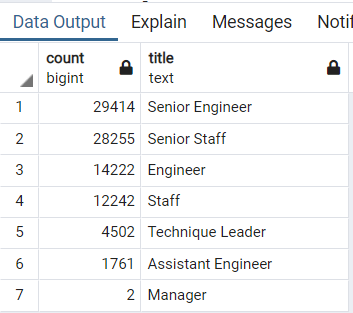 Data Output Explain Messages Notif
count title
bigint text
1 29414 Senior Engineer
2 28255 Senior Staff
3 14222 Engineer
4 12242 Staff
5 4502 Technique Leader
6 1761 Assistant Engineer
7 2 Manager